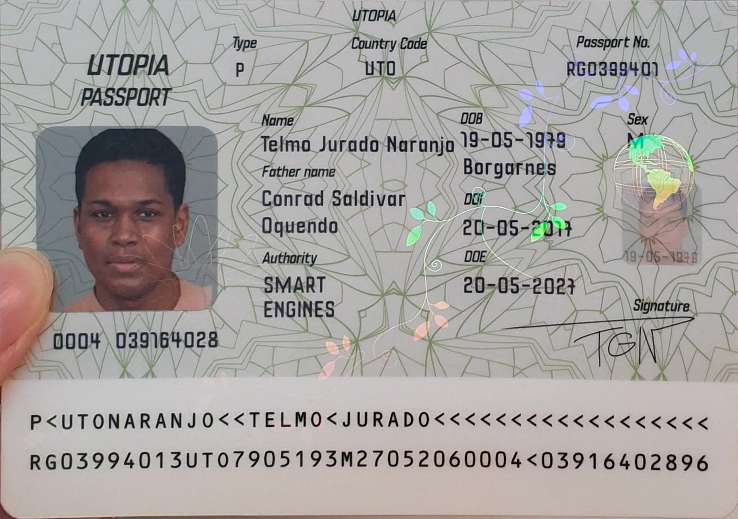 UTOPIA
Type Country Code Passport No.
UTOPIA P UTO RG0399401
PASSPORT
Name DOB Sex
Telmo Jurado Naranjo 19-05-1979 M
Father name Borgarnes
Conrad Saldivar DOI
Oquendo 20-05-2017
19-05-1979
Authority DOE
SMART 20-05-2027
ENGINES Signature
TGN
0004 039164028
P<UTONARANJO<<TELMO<JURADO<<<<<<<<<<<<<<<<<<
RG03994013UTO7905193M27052060004<03916402896